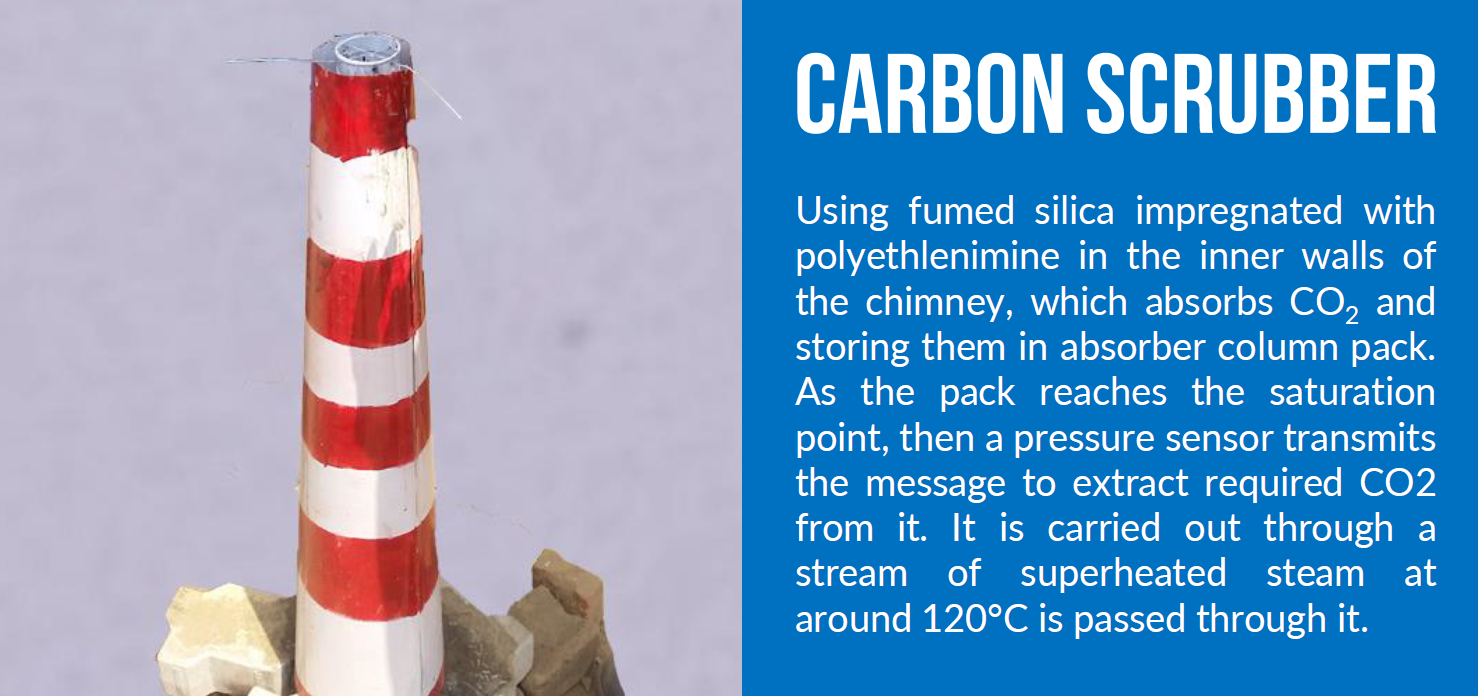 CARBON SCRUBBER
Using fumed silica impregnated with
polyethlenimine in the inner walls of
the chimney, which absorbs CO₂ and
storing them in absorber column pack.
As the pack reaches the saturation
point, then a pressure sensor transmits
the message to extract required CO2
from it. It is carried out through a
stream of superheated steam at
around 120°C is passed through it.